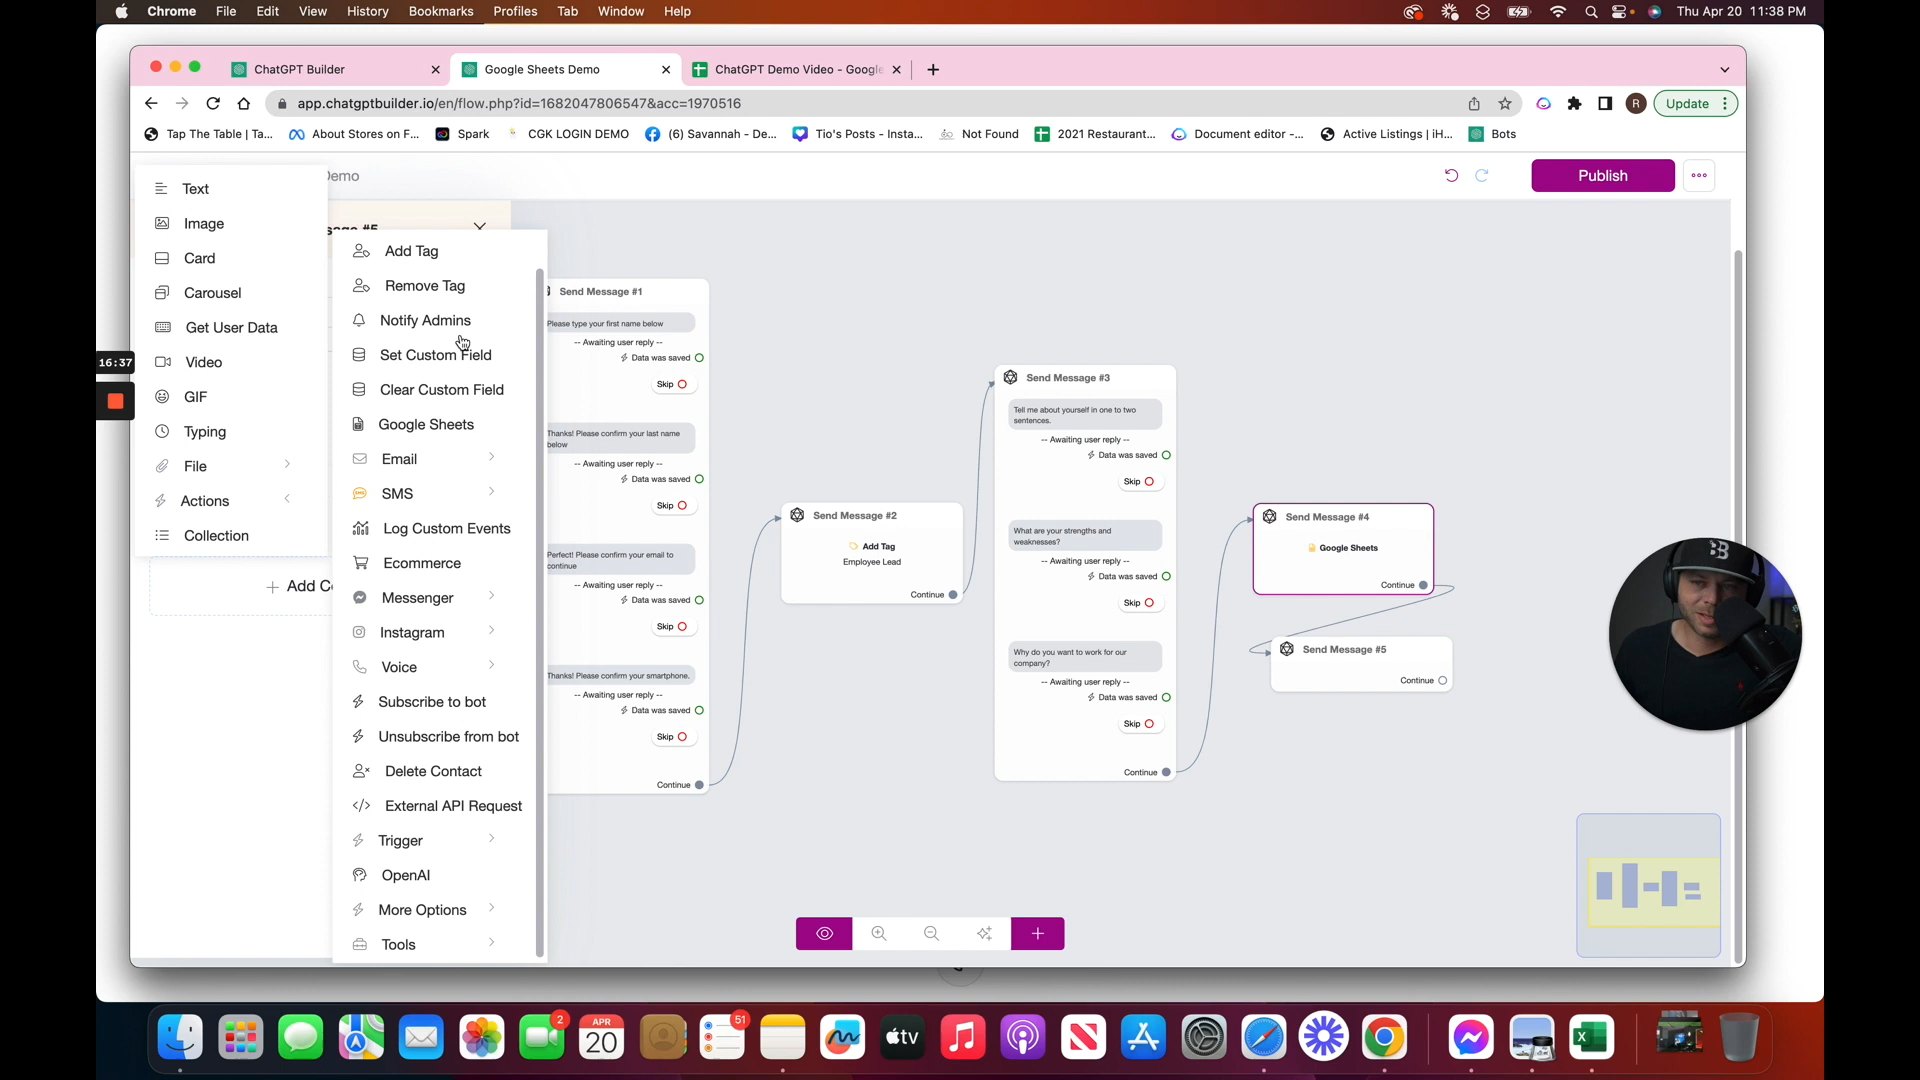 Chrome File Edit View History Bookmarks Profiles Tab Window Help
Thu Apr 20 11:38 PM
ChatGPT Builder
Google Sheets Demo
ChatGPT Demo Video - Google
app.chatgptbuilder.io/en/flow.php?id=1682047806547&acc=1970516
R
Update
Tap The Table | Ta...
About Stores on F...
Spark
CGK LOGIN DEMO
(6) Savannah - De...
Tio's Posts - Insta...
Not Found
2021 Restaurant...
Document editor -...
Active Listings | iH...
Bots
Demo
Publish
Text
Image
Card
Carousel
Get User Data
Video
GIF
Typing
File
Actions
Collection
Add Co
16:37
Add Tag
Remove Tag
Notify Admins
Set Custom Field
Clear Custom Field
Google Sheets
Email
SMS
Log Custom Events
Ecommerce
Messenger
Instagram
Voice
Subscribe to bot
Unsubscribe from bot
Delete Contact
External API Request
Trigger
OpenAI
More Options
Tools
Send Message #1
Please type your first name below
-- Awaiting user reply --
Data was saved
Skip
Thanks! Please confirm your last name
below
-- Awaiting user reply --
Data was saved
Skip
Perfect! Please confirm your email to
continue
-- Awaiting user reply --
Data was saved
Skip
Thanks! Please confirm your smartphone.
-- Awaiting user reply --
Data was saved
Skip
Continue
Send Message #2
Add Tag
Employee Lead
Continue
Send Message #3
Tell me about yourself in one to two
sentences.
-- Awaiting user reply --
Data was saved
Skip
What are your strengths and
weaknesses?
-- Awaiting user reply --
Data was saved
Skip
Why do you want to work for our
company?
-- Awaiting user reply --
Data was saved
Skip
Continue
Send Message #4
Google Sheets
Continue
Send Message #5
Continue
2
APR
20
51
tv